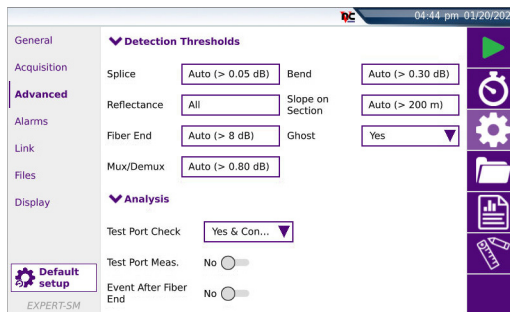 04:44 pm 01/20/202
General
Acquisition
Advanced
Alarms
Link
Files
Display
Default setup
EXPERT-SM
Detection Thresholds
Splice Auto (> 0.05 dB) Bend Auto (> 0.30 dB)
Reflectance All Slope on Section Auto (> 200 m)
Fiber End Auto (> 8 dB) Ghost Yes
Mux/Demux Auto (> 0.80 dB)
Analysis
Test Port Check Yes & Con...
Test Port Meas. No
Event After Fiber End No